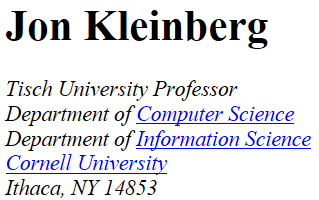 Jon Kleinberg
Tisch University Professor
Department of Computer Science
Department of Information Science
Cornell University
Ithaca, NY 14853